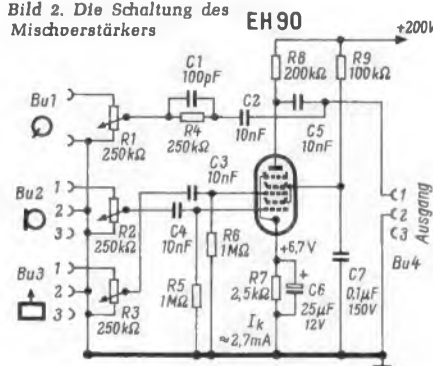 Bild 2. Die Schaltung des
Mischverstärkers
EH90
+200V
R8
200kΩ
R9
100kΩ
C1
100pF
C2
10nF
R4
250kΩ
C5
10nF
Bu1
R1
250kΩ
C3
10nF
Bu2
1
2
3
R2
250kΩ
C4
10nF
R6
1MΩ
Bu3
1
2
3
R3
250kΩ
R5
1MΩ
+6,7V
R7
2,5kΩ
+
C6
25µF
12V
Ik
≈2,7mA
C7
0,1µF
150V
1
2
3
Ausgang
Bu4